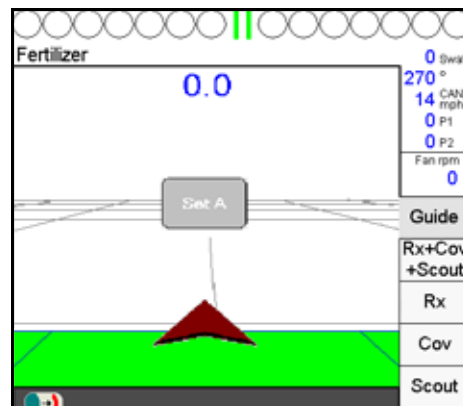 Fertilizer
0.0
0 Swa
270 °
14 CAN
mph
0 P1
0 P2
Fan rpm
0
Set A
Guide
Rx+Cov
+Scout
Rx
Cov
Scout